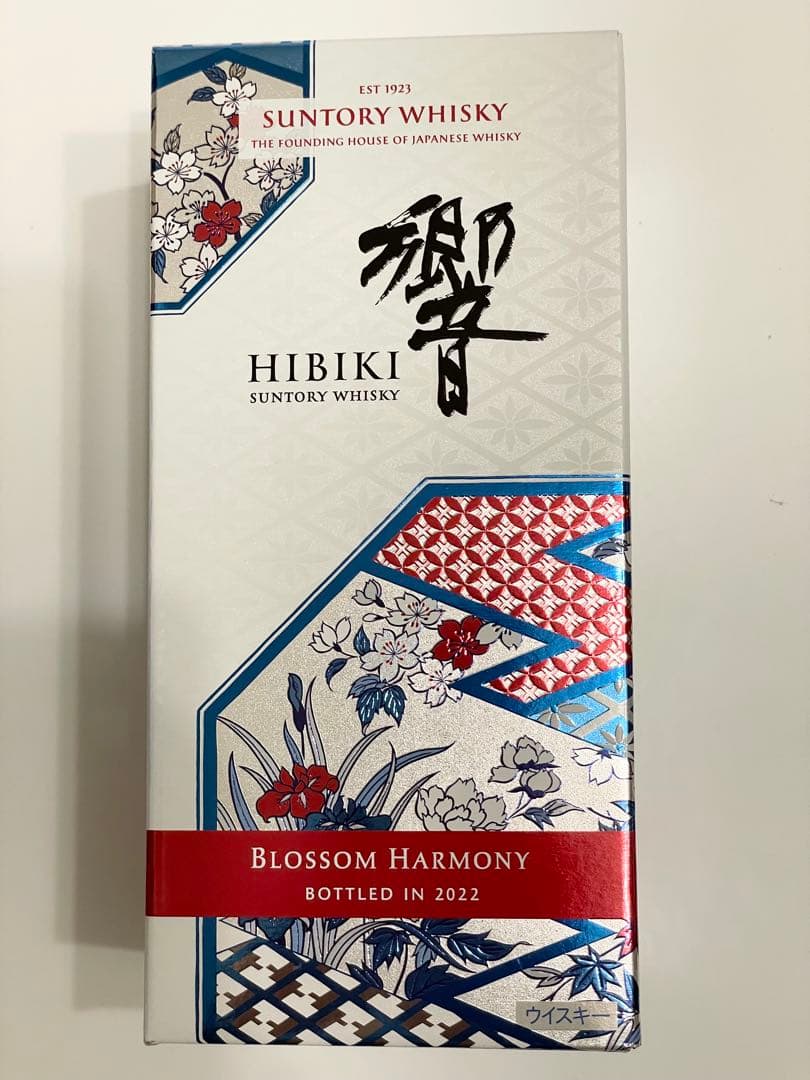 EST 1923
SUNTORY WHISKY
THE FOUNDING HOUSE OF JAPANESE WHISKY
響
HIBIKI
SUNTORY WHISKY
BLOSSOM HARMONY
BOTTLED IN 2022
ウイスキー